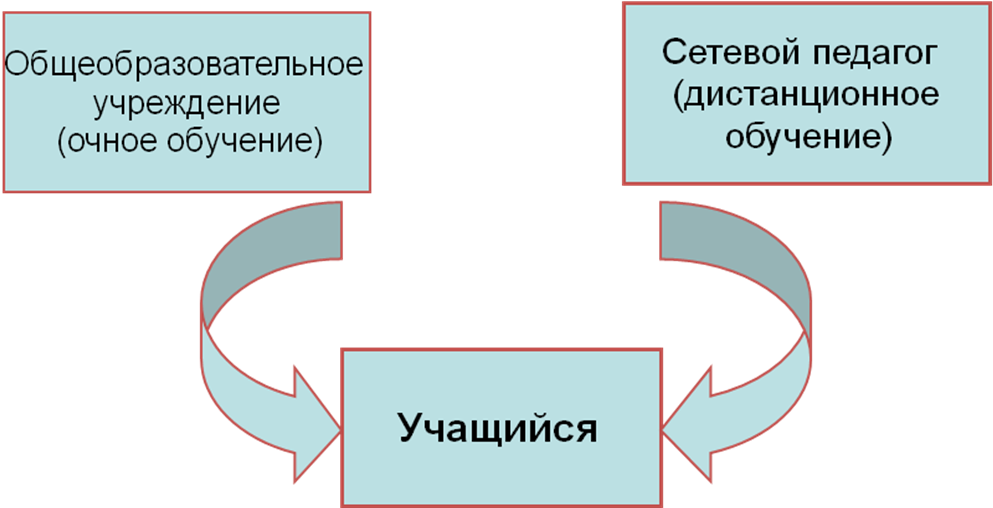 Общеобразовательное
учреждение
(очное обучение)
Сетевой педагог
(дистанционное
обучение)
Учащийся